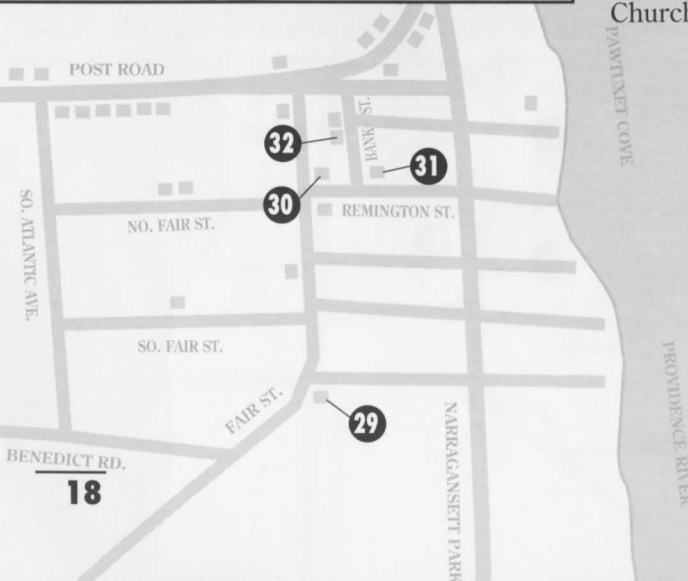 Church
POST ROAD
PAWTUXET COVE
BANK ST.
32
31
30
REMINGTON ST.
NO. FAIR ST.
SO. ATLANTIC AVE.
SO. FAIR ST.
PROVIDENCE RIVER
FAIR ST.
29
NARRAGANSETT PARK
BENEDICT RD.
18